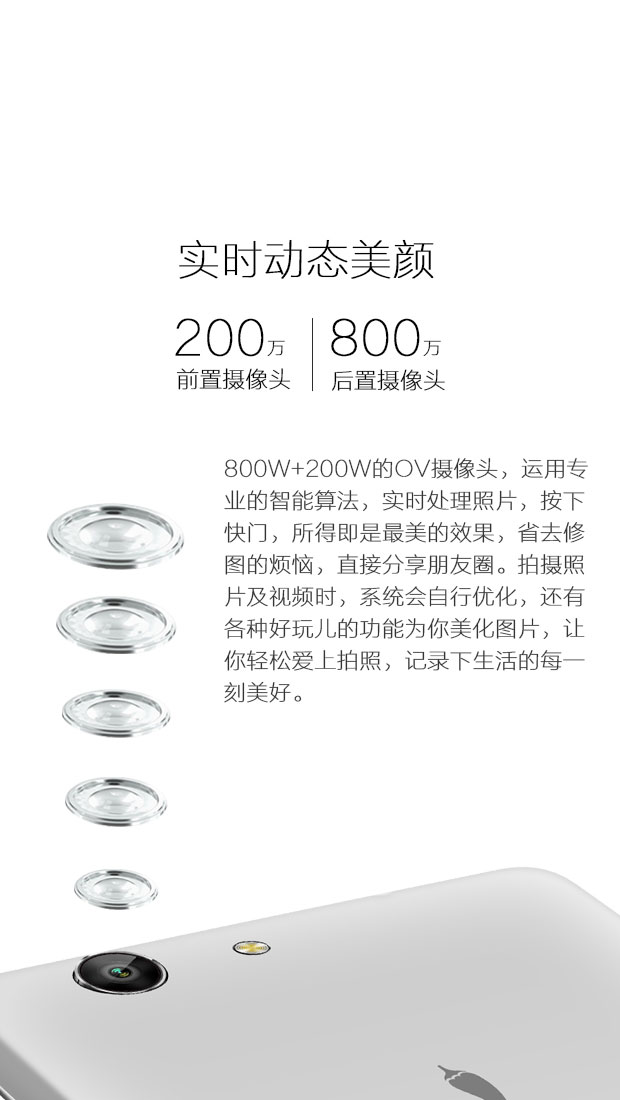 实时动态美颜
200万 800万
前置摄像头 后置摄像头
800W+200W的OV摄像头，运用专
业的智能算法，实时处理照片，按下
快门，所得即是最美的效果，省去修
图的烦恼，直接分享朋友圈。拍摄照
片及视频时，系统会自行优化，还有
各种好玩儿的功能为你美化图片，让
你轻松爱上拍照，记录下生活的每一
刻美好。